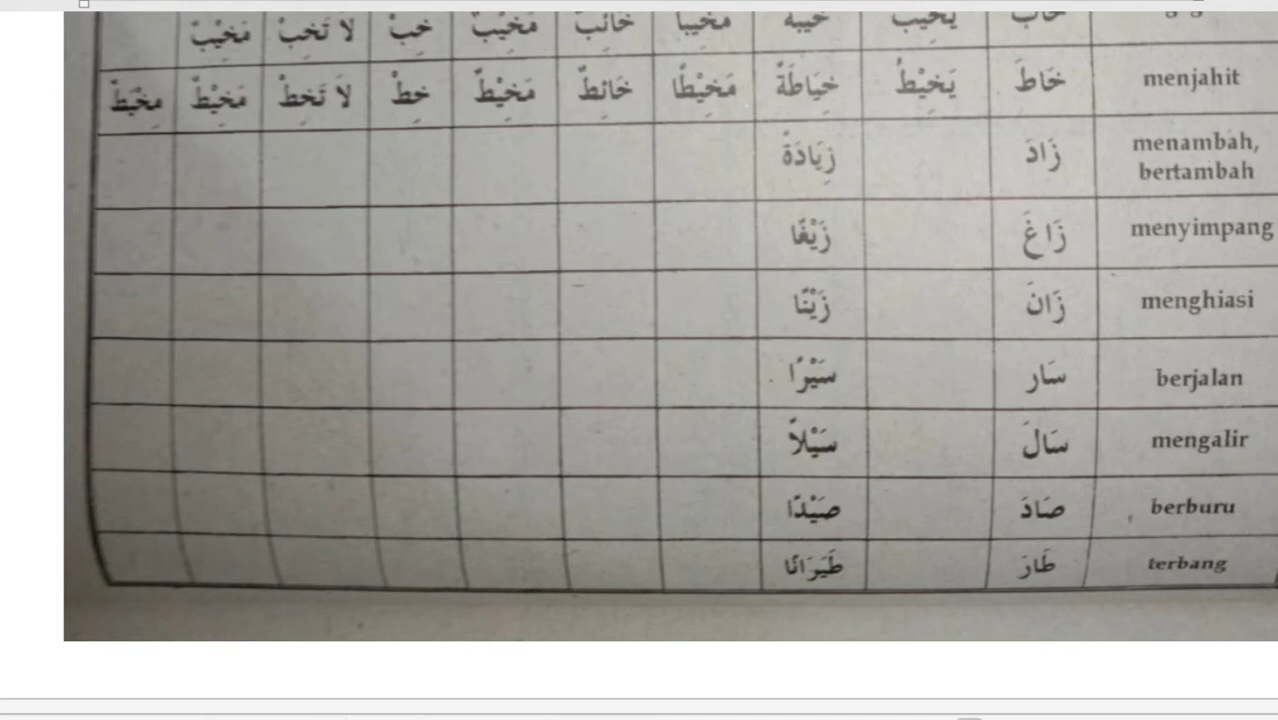 خَيْبَةً مَخِيْبًا خَائِبٌ مَخِيْبٌ خِبْ لَا تَخِبْ مَخِيْبٌ
menjahit خَاطَ يَخِيْطُ خِيَاطَةً مَخِيْطًا خَائِطٌ مَخِيْطٌ خِطْ لَا تَخِطْ مَخِيْطٌ مِخْيَطٌ
menambah, زَادَ زِيَادَةً
bertambah
menyimpang زَاغَ زَيْغًا
menghiasi زَانَ زَيْنًا
berjalan سَار سَيْرًا
mengalir سَالَ سَيْلاً
berburu صَادَ صَيْدًا
terbang طَارَ طَيَرَانًا